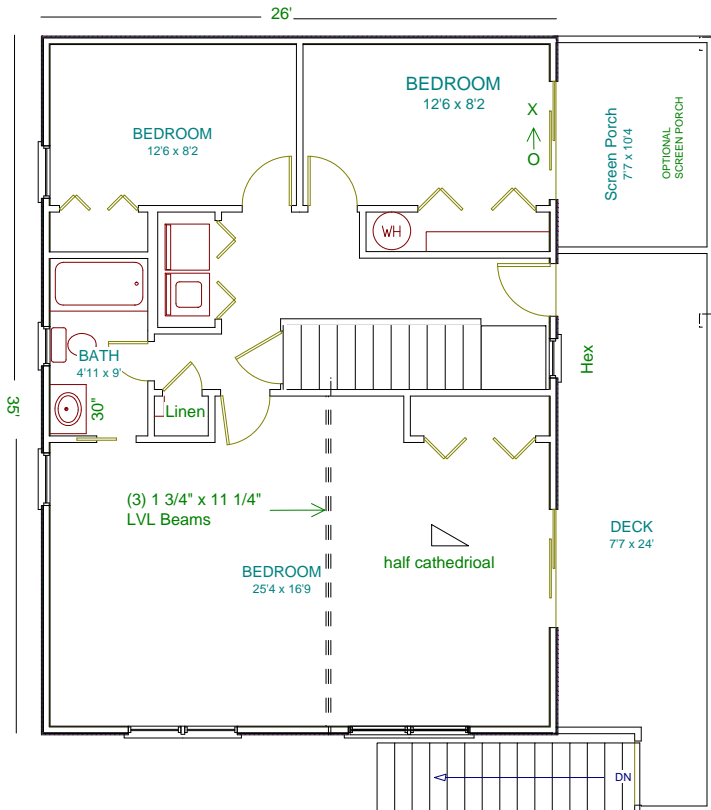 26'
BEDROOM
12'6 x 8'2
BEDROOM
12'6 x 8'2
X
O
Screen Porch
7'7 x 10'4
OPTIONAL
SCREEN PORCH
WH
BATH
4'11 x 9'
30"
Linen
Hex
35'
(3) 1 3/4" x 11 1/4"
LVL Beams
half cathedrioal
BEDROOM
25'4 x 16'9
DECK
7'7 x 24'
DN